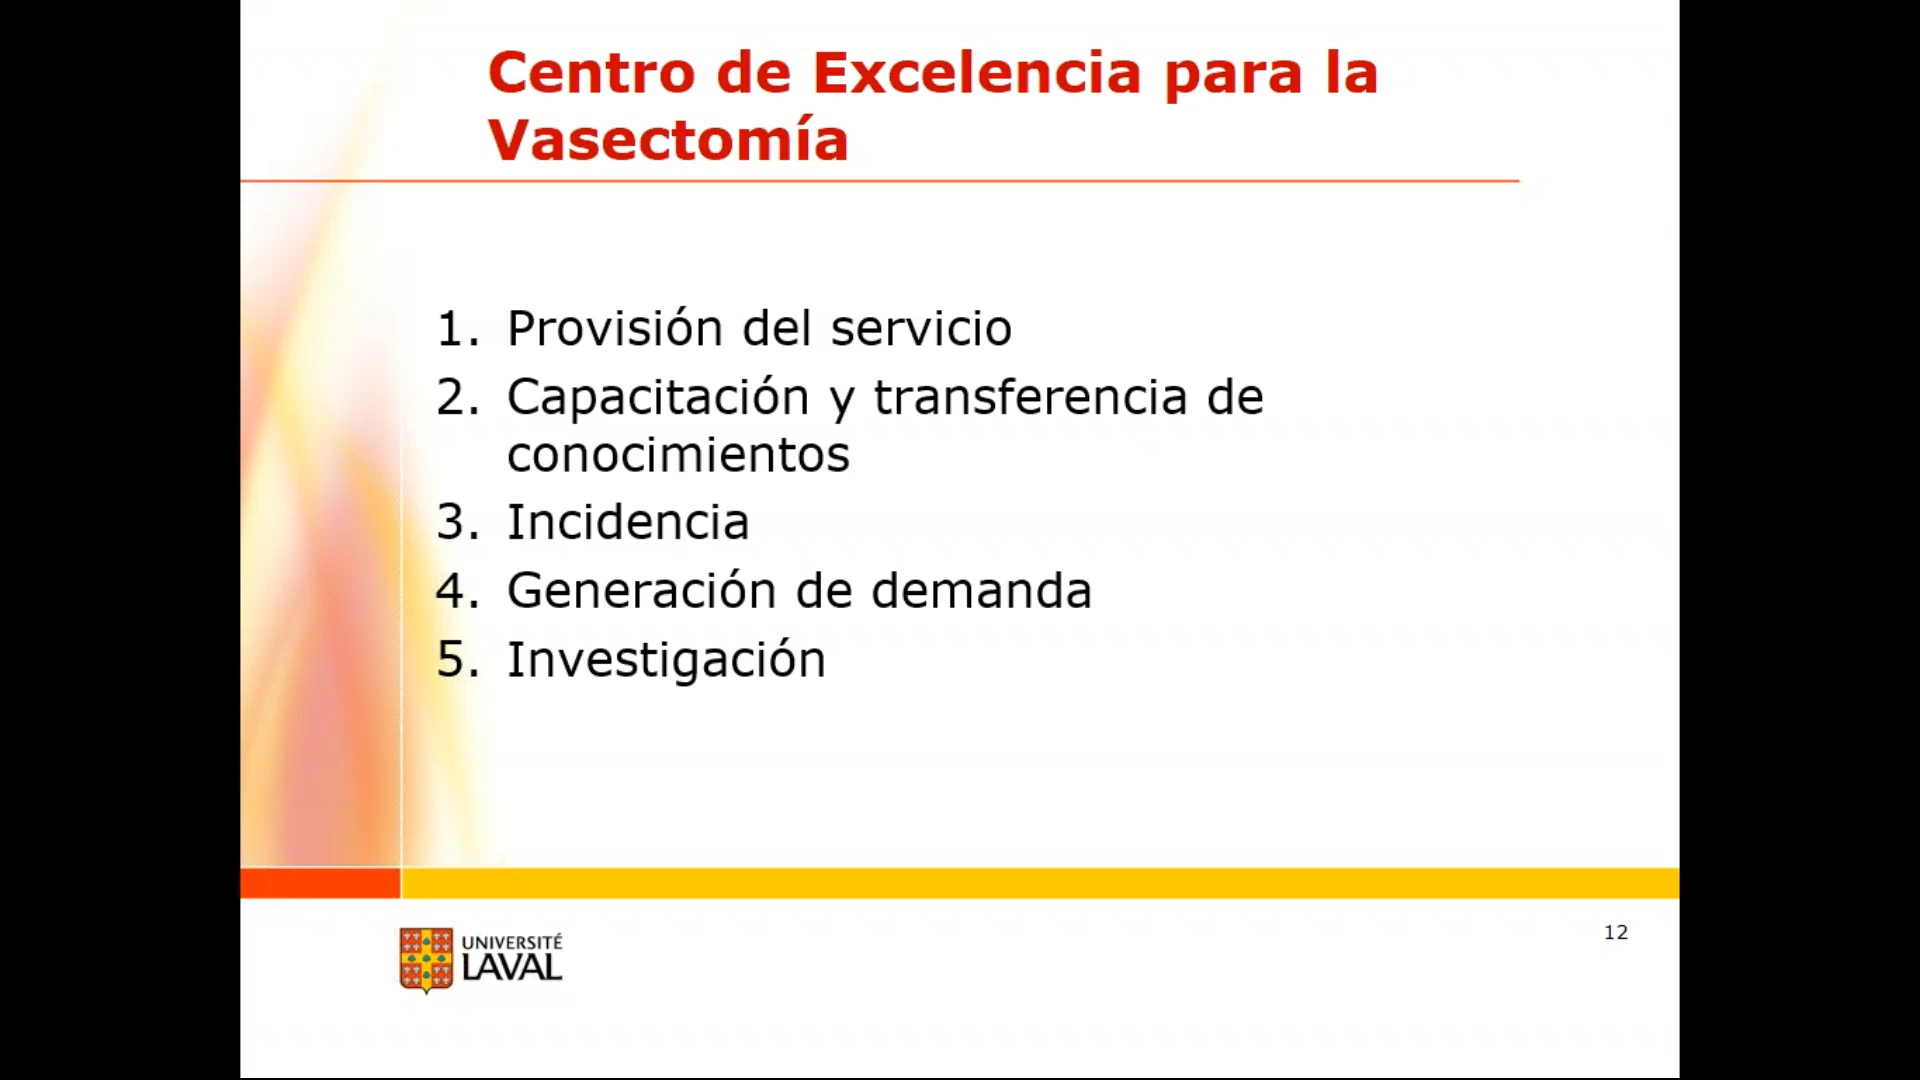 Centro de Excelencia para la
Vasectomía
1. Provisión del servicio
2. Capacitación y transferencia de
conocimientos
3. Incidencia
4. Generación de demanda
5. Investigación
UNIVERSITÉ
LAVAL
12